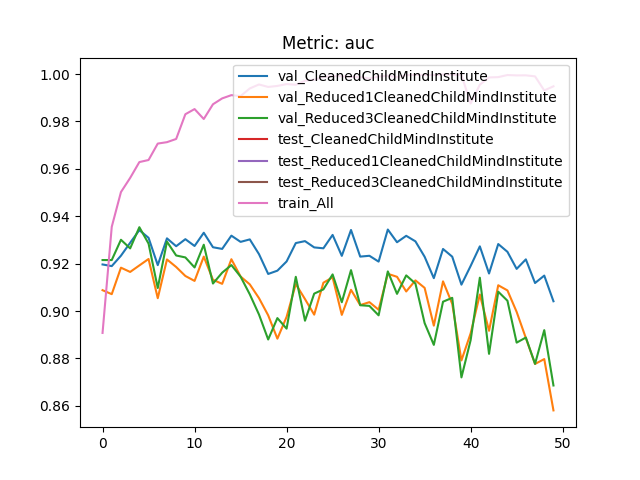 Metric: auc
1.00
0.98
0.96
0.94
0.92
0.90
0.88
0.86
val_CleanedChildMindInstitute
val_Reduced1CleanedChildMindInstitute
val_Reduced3CleanedChildMindInstitute
test_CleanedChildMindInstitute
test_Reduced1CleanedChildMindInstitute
test_Reduced3CleanedChildMindInstitute
train_All
0 10 20 30 40 50